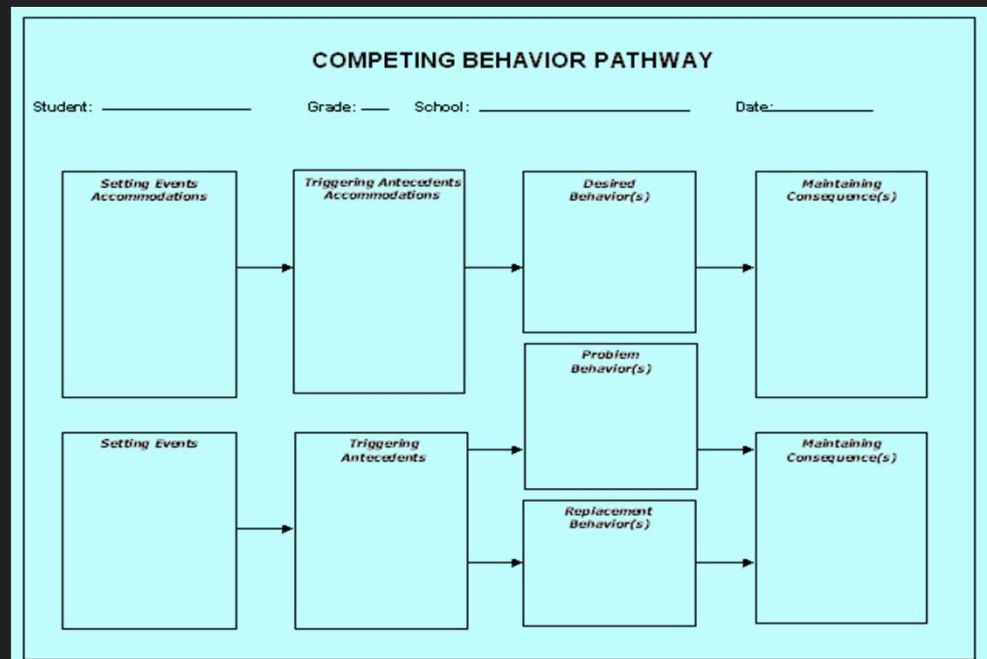 COMPETING BEHAVIOR PATHWAY
Student: Grade: School: Date:
Setting Events
Accommodations
Triggering Antecedents
Accommodations
Desired
Behavior(s)
Maintaining
Consequence(s)
Problem
Behavior(s)
Setting Events
Triggering
Antecedents
Maintaining
Consequence(s)
Replacement
Behavior(s)